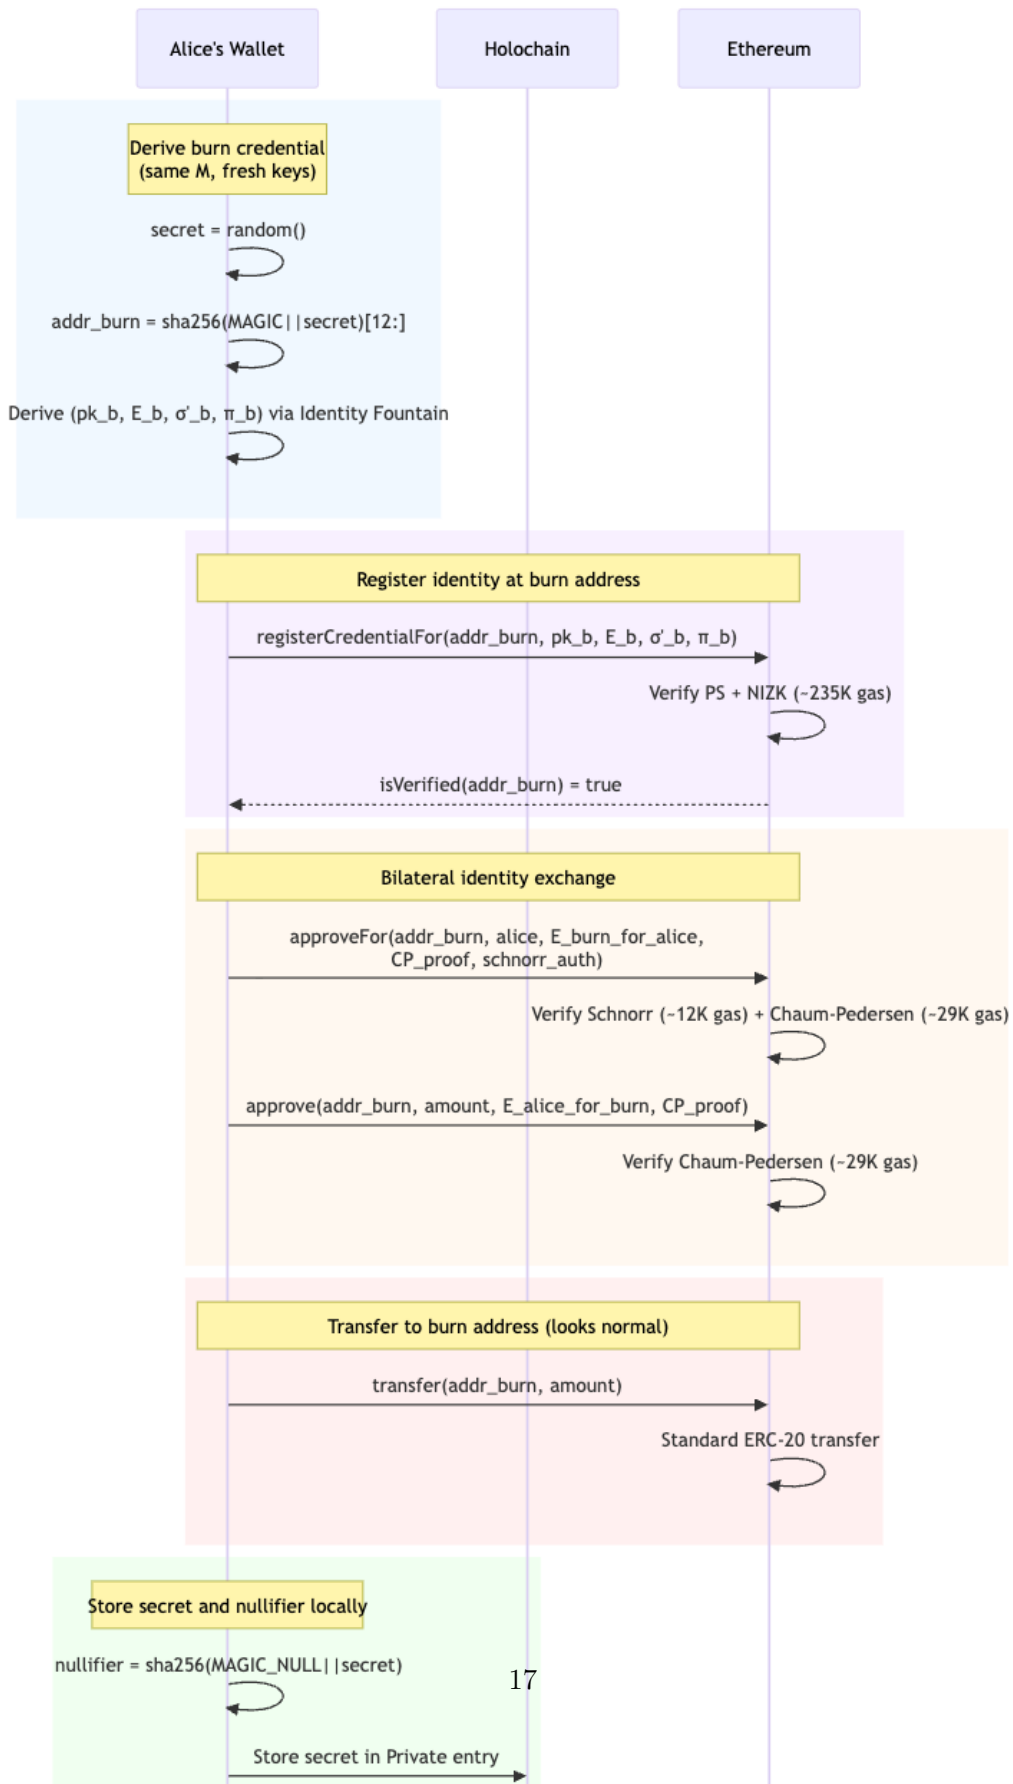 Alice's Wallet
Holochain
Ethereum
Derive burn credential
(same M, fresh keys)
secret = random()
addr_burn = sha256(MAGIC||secret)[12:]
Derive (pk_b, E_b, σ'_b, π_b) via Identity Fountain
Register identity at burn address
registerCredentialFor(addr_burn, pk_b, E_b, σ'_b, π_b)
Verify PS + NIZK (~235K gas)
isVerified(addr_burn) = true
Bilateral identity exchange
approveFor(addr_burn, alice, E_burn_for_alice,
CP_proof, schnorr_auth)
Verify Schnorr (~12K gas) + Chaum-Pedersen (~29K gas)
approve(addr_burn, amount, E_alice_for_burn, CP_proof)
Verify Chaum-Pedersen (~29K gas)
Transfer to burn address (looks normal)
transfer(addr_burn, amount)
Standard ERC-20 transfer
Store secret and nullifier locally
nullifier = sha256(MAGIC_NULL||secret)
17
Store secret in Private entry